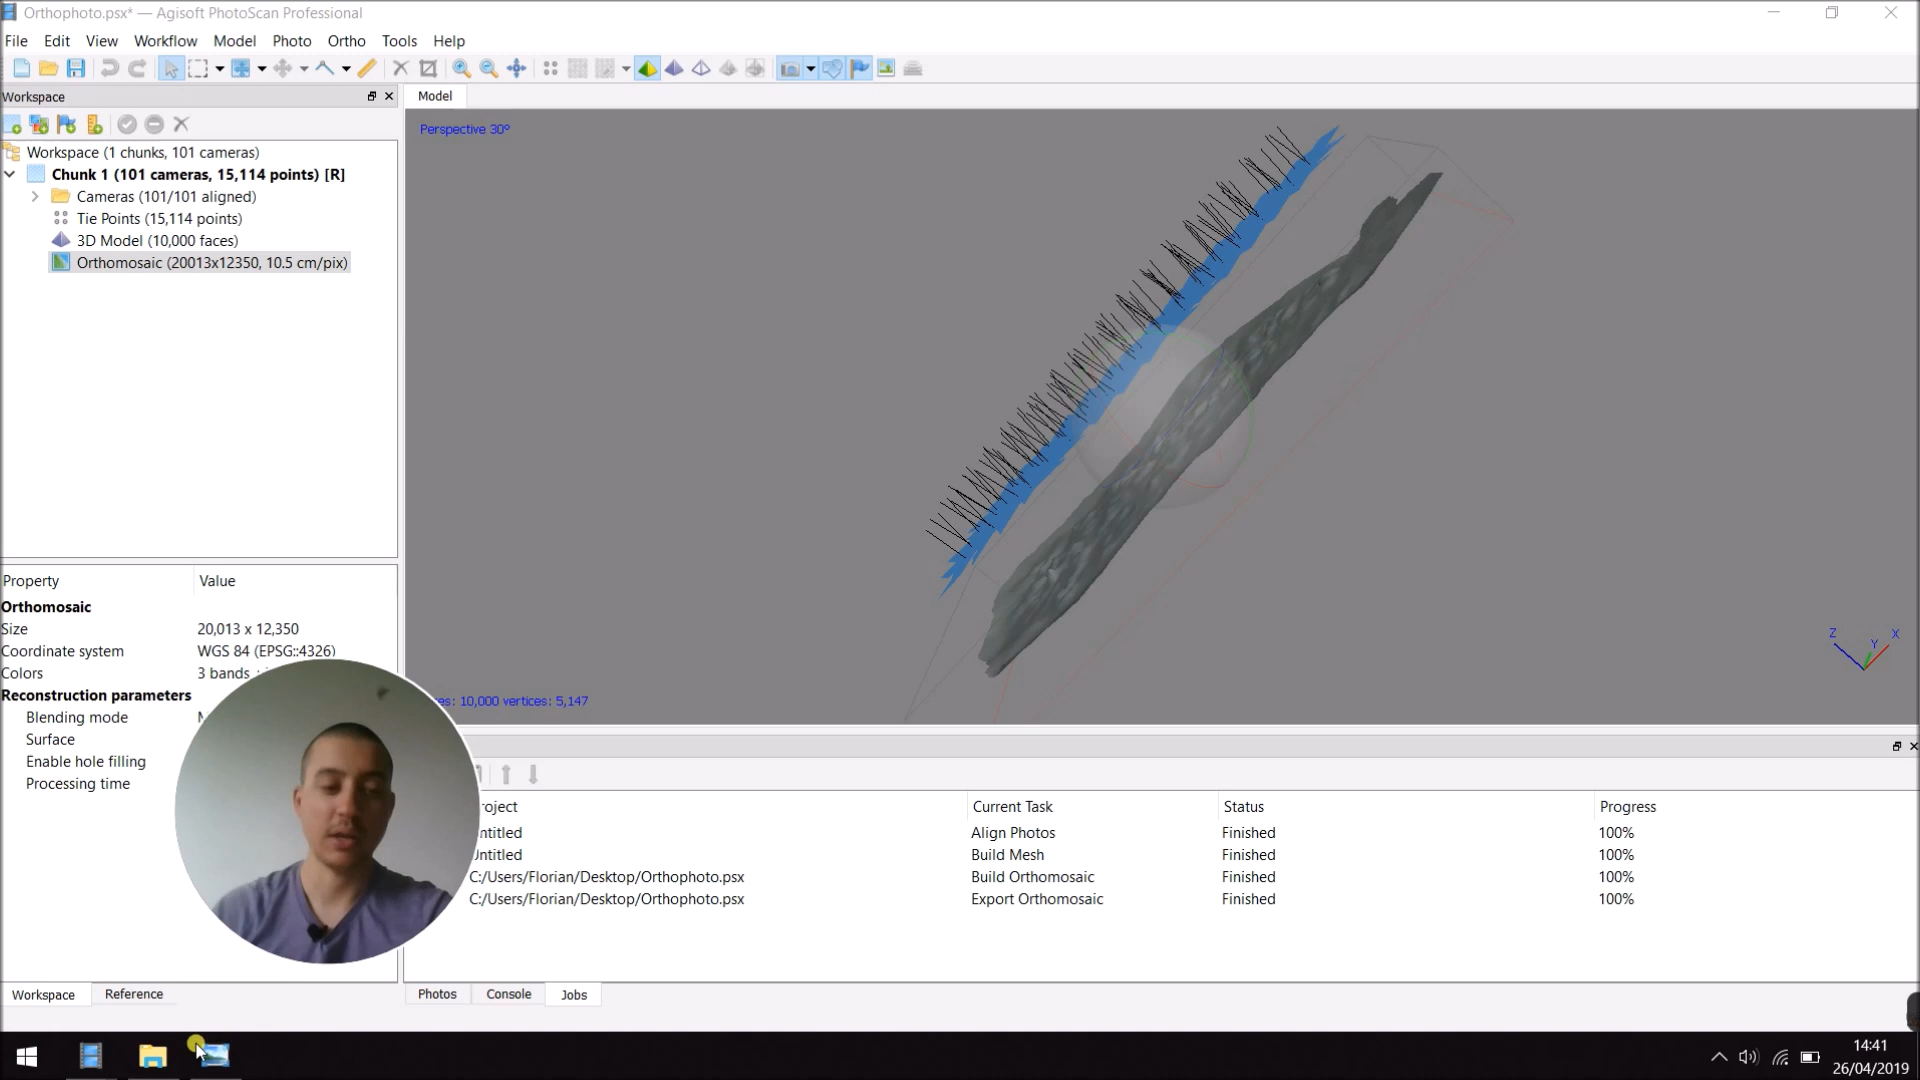 Orthophoto.psx* — Agisoft PhotoScan Professional
File Edit View Workflow Model Photo Ortho Tools Help
Workspace
Model
Perspective 30°
Workspace (1 chunks, 101 cameras)
Chunk 1 (101 cameras, 15,114 points) [R]
Cameras (101/101 aligned)
Tie Points (15,114 points)
3D Model (10,000 faces)
Orthomosaic (20013x12350, 10.5 cm/pix)
Z Y X
Property Value
Orthomosaic
Size 20,013 x 12,350
Coordinate system WGS 84 (EPSG::4326)
Colors 3 bands
Reconstruction parameters
Blending mode
Surface
Enable hole filling
Processing time
es: 10,000 vertices: 5,147
roject Current Task Status Progress
ntitled Align Photos Finished 100%
Untitled Build Mesh Finished 100%
C:/Users/Florian/Desktop/Orthophoto.psx Build Orthomosaic Finished 100%
C:/Users/Florian/Desktop/Orthophoto.psx Export Orthomosaic Finished 100%
Workspace Reference
Photos Console Jobs
14:41
26/04/2019